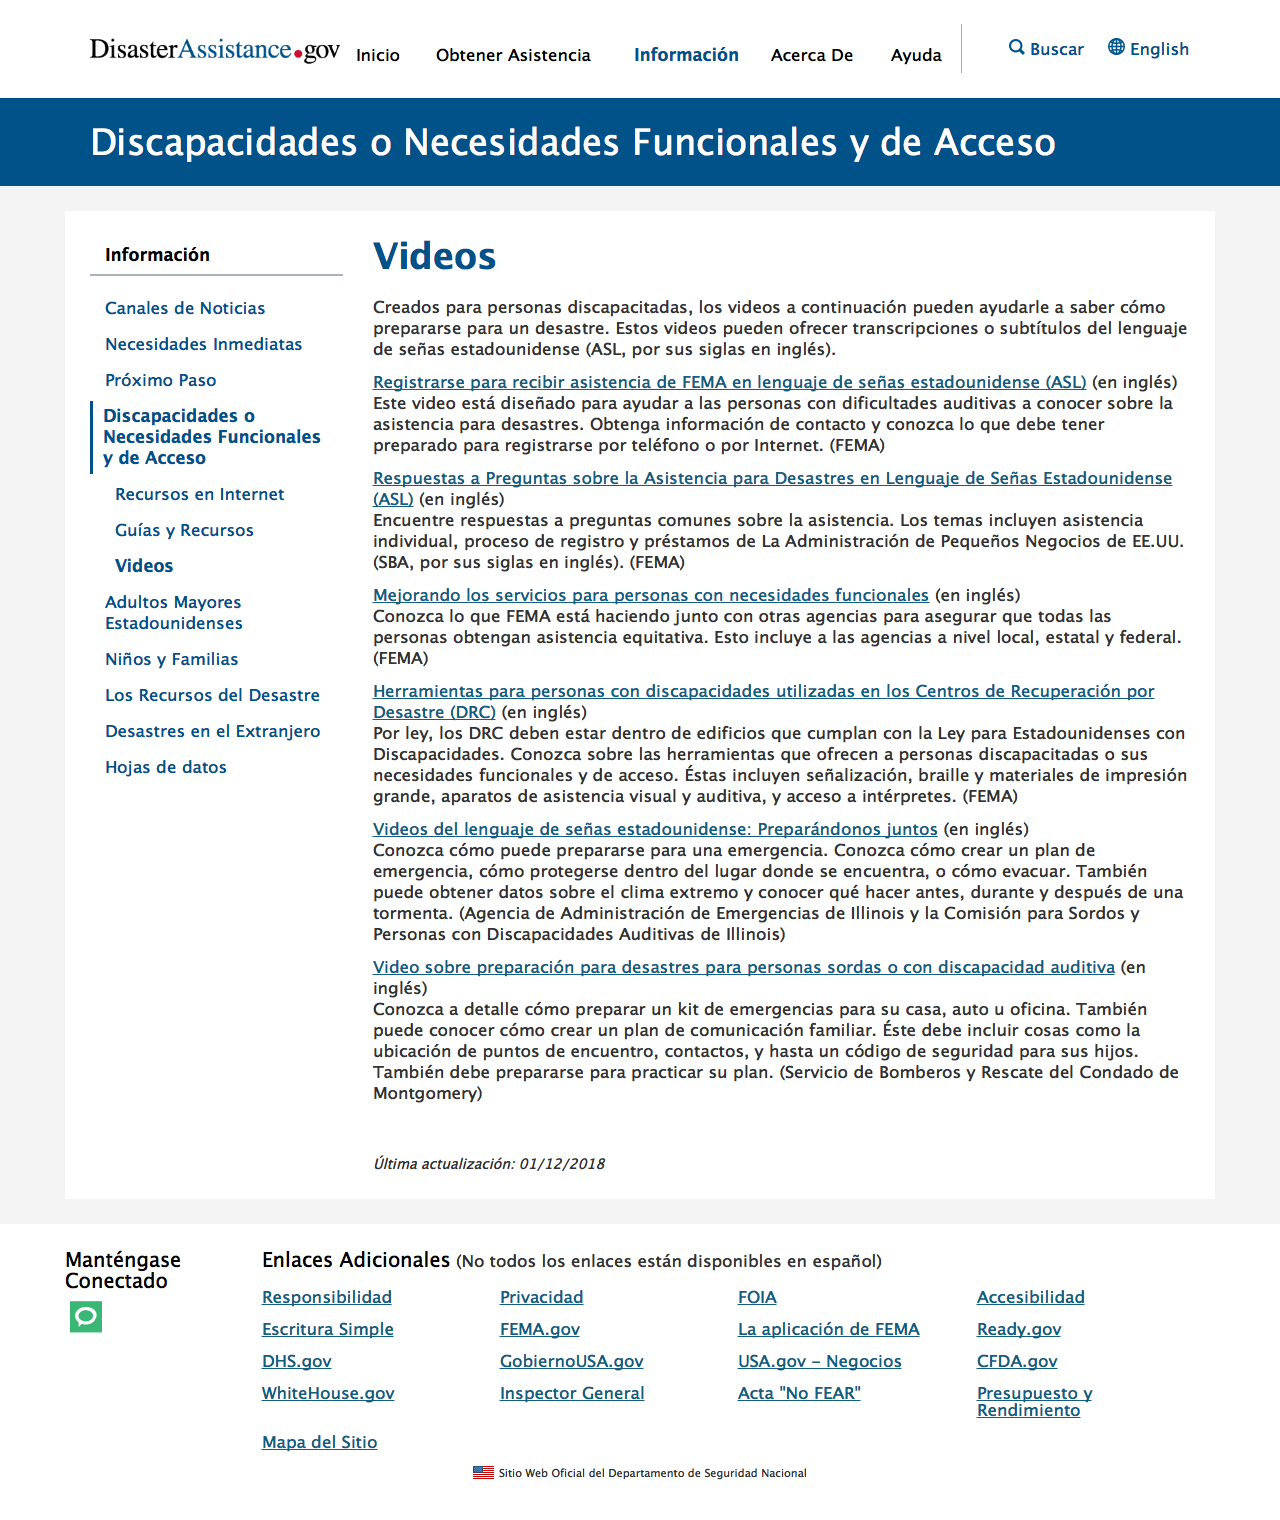 DisasterAssistance.gov
Inicio
Obtener Asistencia
Información
Acerca De
Ayuda
Buscar
English
Discapacidades o Necesidades Funcionales y de Acceso
Información
Canales de Noticias
Necesidades Inmediatas
Próximo Paso
Discapacidades o
Necesidades Funcionales
y de Acceso
Recursos en Internet
Guías y Recursos
Videos
Adultos Mayores
Estadounidenses
Niños y Familias
Los Recursos del Desastre
Desastres en el Extranjero
Hojas de datos
Videos
Creados para personas discapacitadas, los videos a continuación pueden ayudarle a saber cómo
prepararse para un desastre. Estos videos pueden ofrecer transcripciones o subtítulos del lenguaje
de señas estadounidense (ASL, por sus siglas en inglés).
Registrarse para recibir asistencia de FEMA en lenguaje de señas estadounidense (ASL) (en inglés)
Este video está diseñado para ayudar a las personas con dificultades auditivas a conocer sobre la
asistencia para desastres. Obtenga información de contacto y conozca lo que debe tener
preparado para registrarse por teléfono o por Internet. (FEMA)
Respuestas a Preguntas sobre la Asistencia para Desastres en Lenguaje de Señas Estadounidense
(ASL) (en inglés)
Encuentre respuestas a preguntas comunes sobre la asistencia. Los temas incluyen asistencia
individual, proceso de registro y préstamos de La Administración de Pequeños Negocios de EE.UU.
(SBA, por sus siglas en inglés). (FEMA)
Mejorando los servicios para personas con necesidades funcionales (en inglés)
Conozca lo que FEMA está haciendo junto con otras agencias para asegurar que todas las
personas obtengan asistencia equitativa. Esto incluye a las agencias a nivel local, estatal y federal.
(FEMA)
Herramientas para personas con discapacidades utilizadas en los Centros de Recuperación por
Desastre (DRC) (en inglés)
Por ley, los DRC deben estar dentro de edificios que cumplan con la Ley para Estadounidenses con
Discapacidades. Conozca sobre las herramientas que ofrecen a personas discapacitadas o sus
necesidades funcionales y de acceso. Éstas incluyen señalización, braille y materiales de impresión
grande, aparatos de asistencia visual y auditiva, y acceso a intérpretes. (FEMA)
Videos del lenguaje de señas estadounidense: Preparándonos juntos (en inglés)
Conozca cómo puede prepararse para una emergencia. Conozca cómo crear un plan de
emergencia, cómo protegerse dentro del lugar donde se encuentra, o cómo evacuar. También
puede obtener datos sobre el clima extremo y conocer qué hacer antes, durante y después de una
tormenta. (Agencia de Administración de Emergencias de Illinois y la Comisión para Sordos y
Personas con Discapacidades Auditivas de Illinois)
Video sobre preparación para desastres para personas sordas o con discapacidad auditiva (en
inglés)
Conozca a detalle cómo preparar un kit de emergencias para su casa, auto u oficina. También
puede conocer cómo crear un plan de comunicación familiar. Éste debe incluir cosas como la
ubicación de puntos de encuentro, contactos, y hasta un código de seguridad para sus hijos.
También debe prepararse para practicar su plan. (Servicio de Bomberos y Rescate del Condado de
Montgomery)
Última actualización: 01/12/2018
Manténgase
Conectado
Enlaces Adicionales (No todos los enlaces están disponibles en español)
Responsibilidad
Privacidad
FOIA
Accesibilidad
Escritura Simple
FEMA.gov
La aplicación de FEMA
Ready.gov
DHS.gov
GobiernoUSA.gov
USA.gov – Negocios
CFDA.gov
WhiteHouse.gov
Inspector General
Acta "No FEAR"
Presupuesto y
Rendimiento
Mapa del Sitio
Sitio Web Oficial del Departamento de Seguridad Nacional